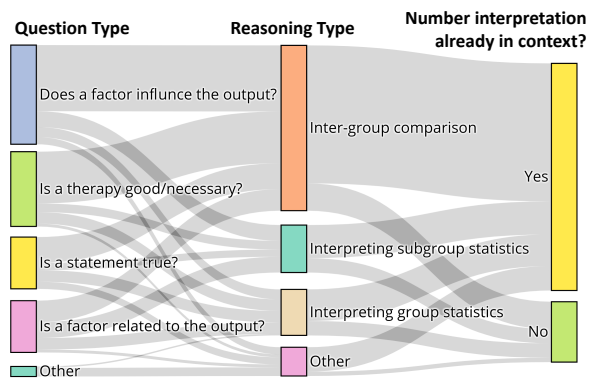 Question Type
Reasoning Type
Number interpretation
already in context?
Does a factor influnce the output?
Is a therapy good/necessary?
Is a statement true?
Is a factor related to the output?
Other
Inter-group comparison
Interpreting subgroup statistics
Interpreting group statistics
Other
Yes
No